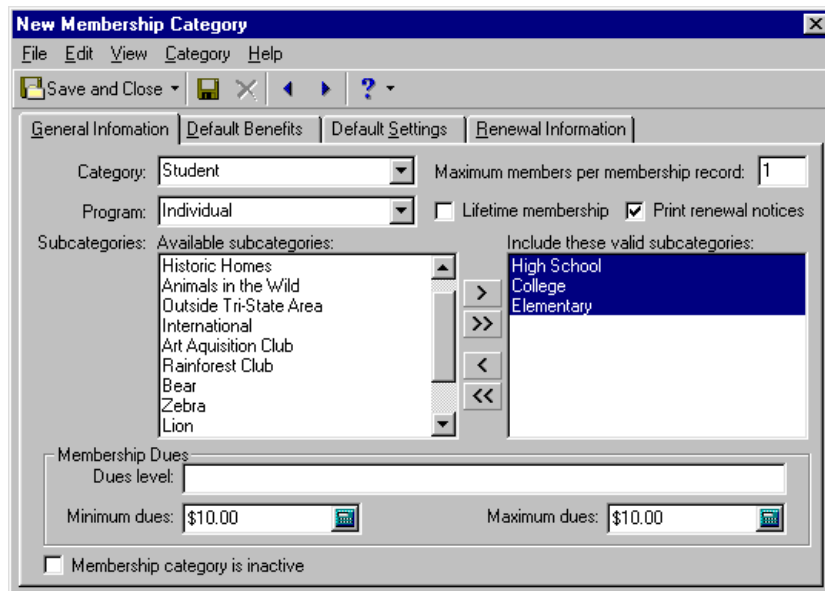 New Membership Category
File Edit View Category Help
Save and Close
General Infomation Default Benefits Default Settings Renewal Information
Category: Student Maximum members per membership record: 1
Program: Individual Lifetime membership Print renewal notices
Subcategories: Available subcategories: Include these valid subcategories:
Historic Homes High School
Animals in the Wild College
Outside Tri-State Area Elementary
International
Art Aquisition Club
Rainforest Club
Bear
Zebra
Lion
> 
>>
<
<<
Membership Dues
Dues level:
Minimum dues: $10.00 Maximum dues: $10.00
Membership category is inactive